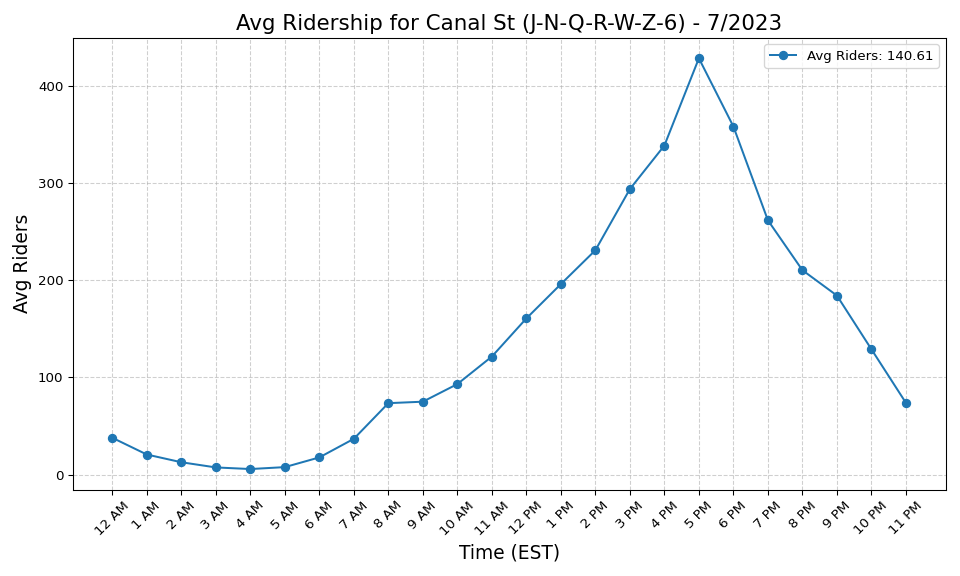 Avg Ridership for Canal St (J-N-Q-R-W-Z-6) - 7/2023
Avg Riders: 140.61
Avg Riders
400
300
200
100
0
12 AM
1 AM
2 AM
3 AM
4 AM
5 AM
6 AM
7 AM
8 AM
9 AM
10 AM
11 AM
12 PM
1 PM
2 PM
3 PM
4 PM
5 PM
6 PM
7 PM
8 PM
9 PM
10 PM
11 PM
Time (EST)